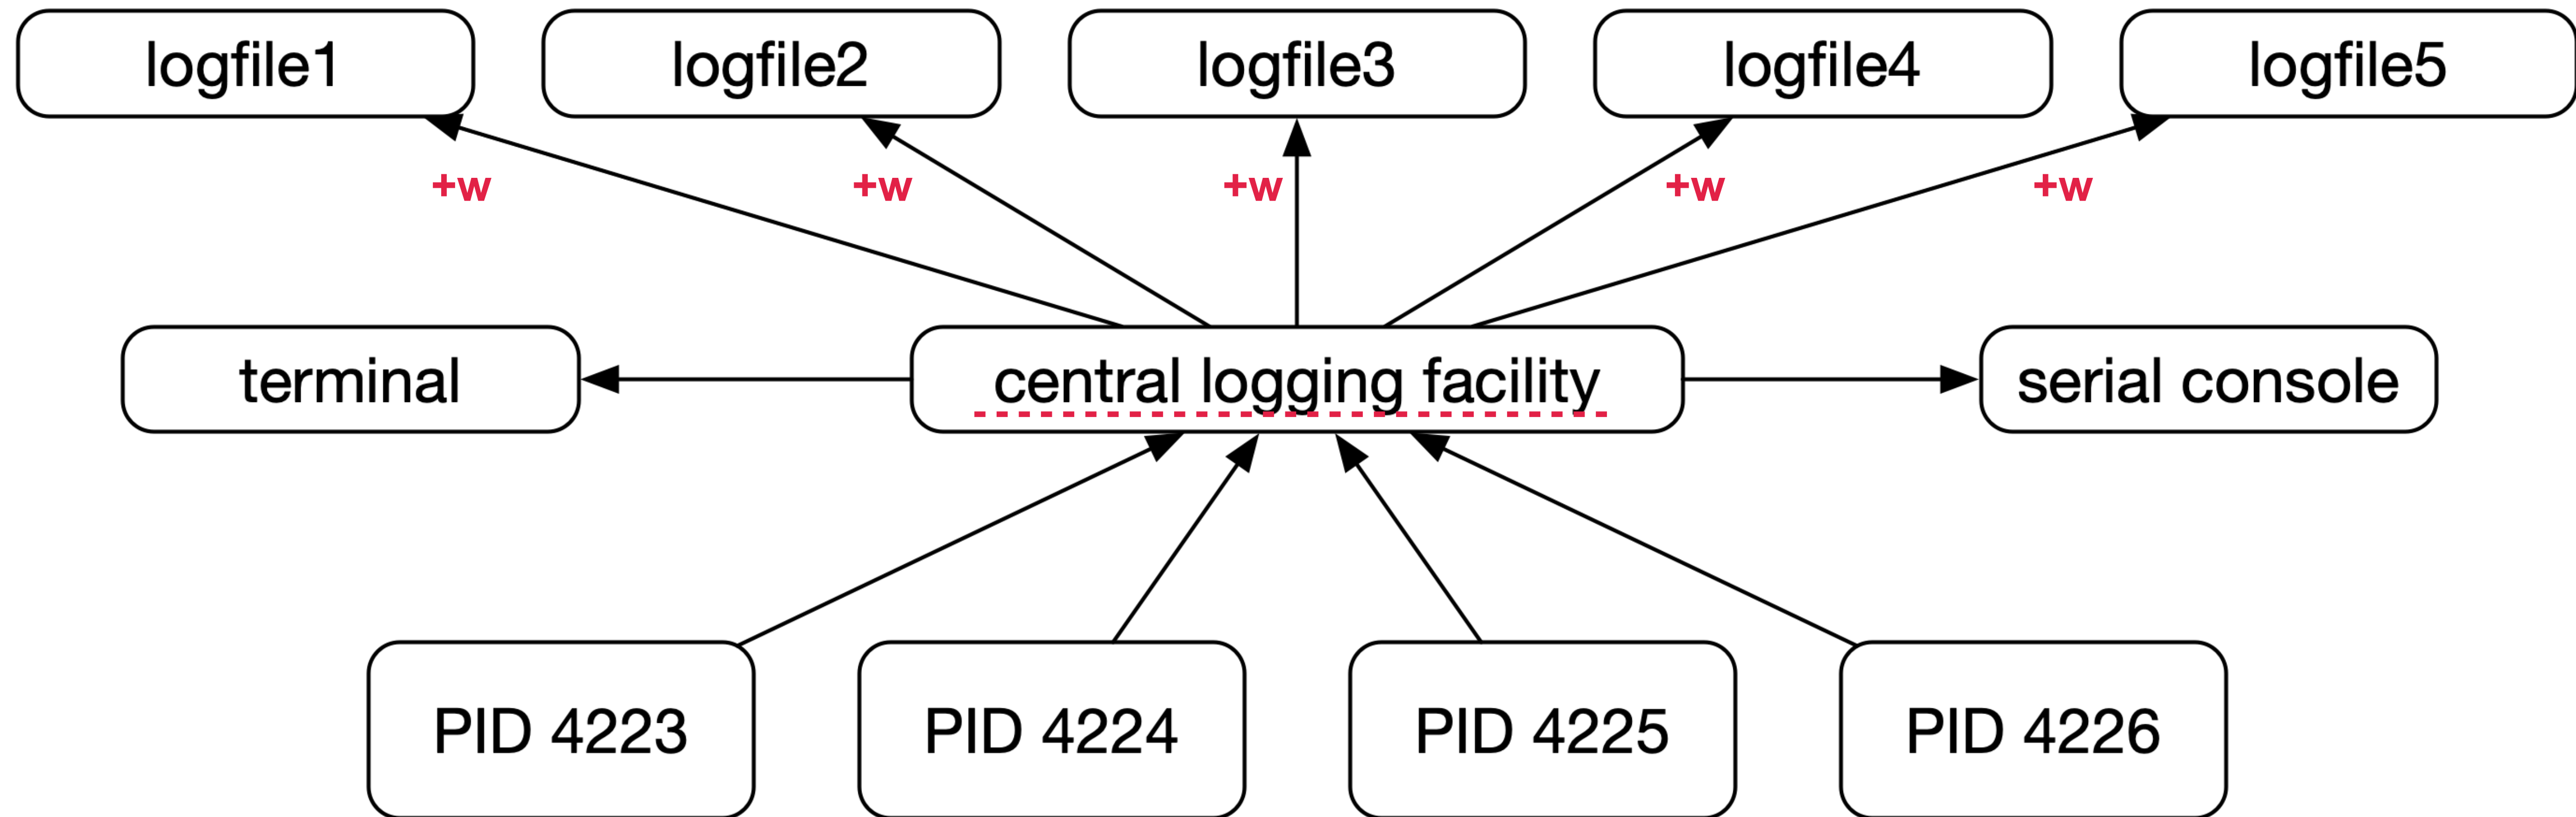 logfile1
logfile2
logfile3
logfile4
logfile5
+w
+w
+w
+w
+w
terminal
central logging facility
serial console
PID 4223
PID 4224
PID 4225
PID 4226